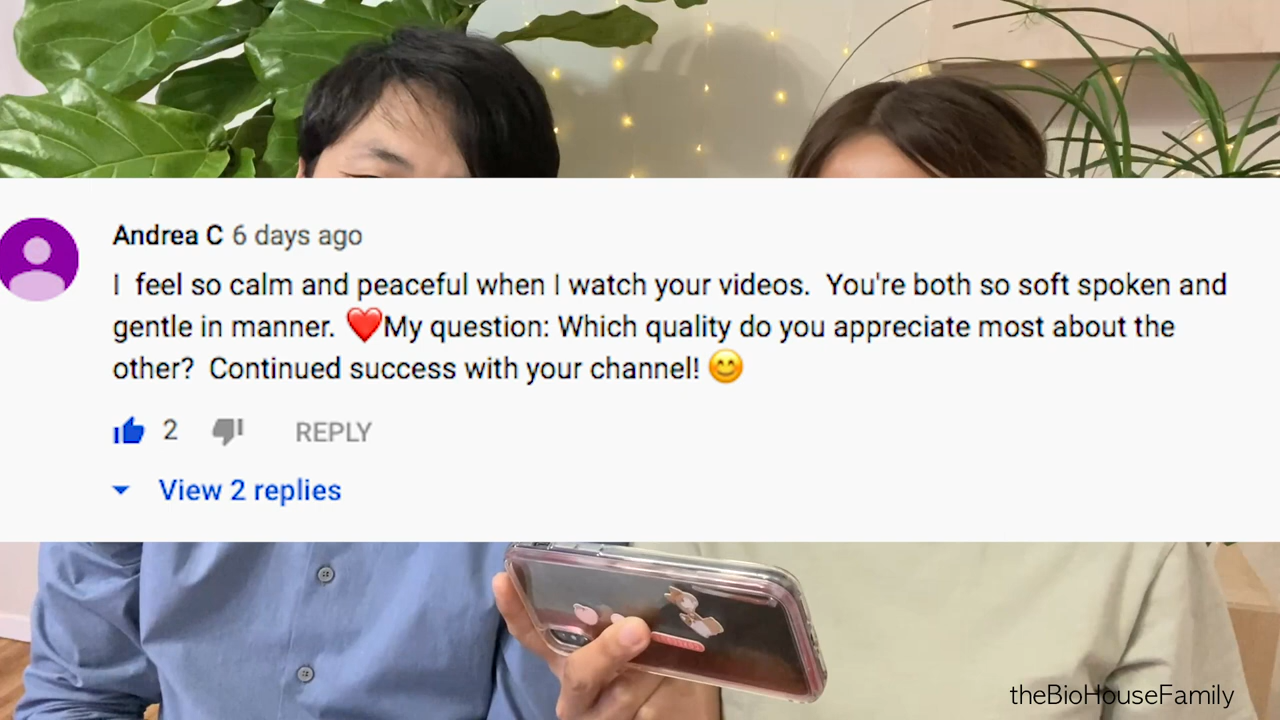 Andrea C 6 days ago
I feel so calm and peaceful when I watch your videos. You're both so soft spoken and
gentle in manner. ❤️My question: Which quality do you appreciate most about the
other? Continued success with your channel! 😊
2 REPLY
View 2 replies
theBioHouseFamily